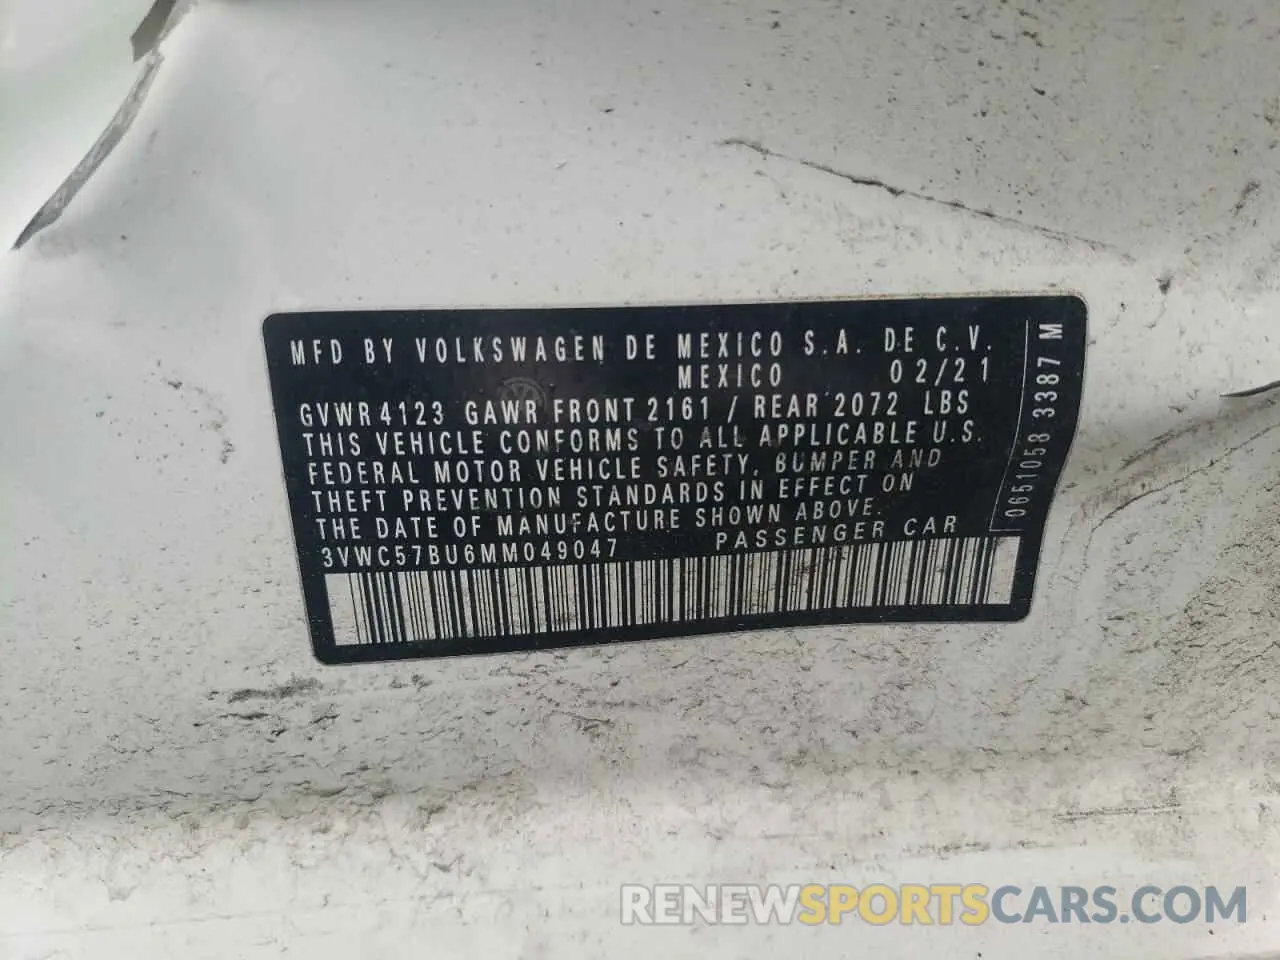 MFD BY VOLKSWAGEN DE MEXICO S.A. DE C.V.
MEXICO 02/21
GVWR 4123 GAWR FRONT 2161 / REAR 2072 LBS
THIS VEHICLE CONFORMS TO ALL APPLICABLE U.S.
FEDERAL MOTOR VEHICLE SAFETY, BUMPER AND
THEFT PREVENTION STANDARDS IN EFFECT ON
THE DATE OF MANUFACTURE SHOWN ABOVE.
3VWC57BU6MM049047 PASSENGER CAR
0651058 3387 M
RENEWSPORTSCARS.COM